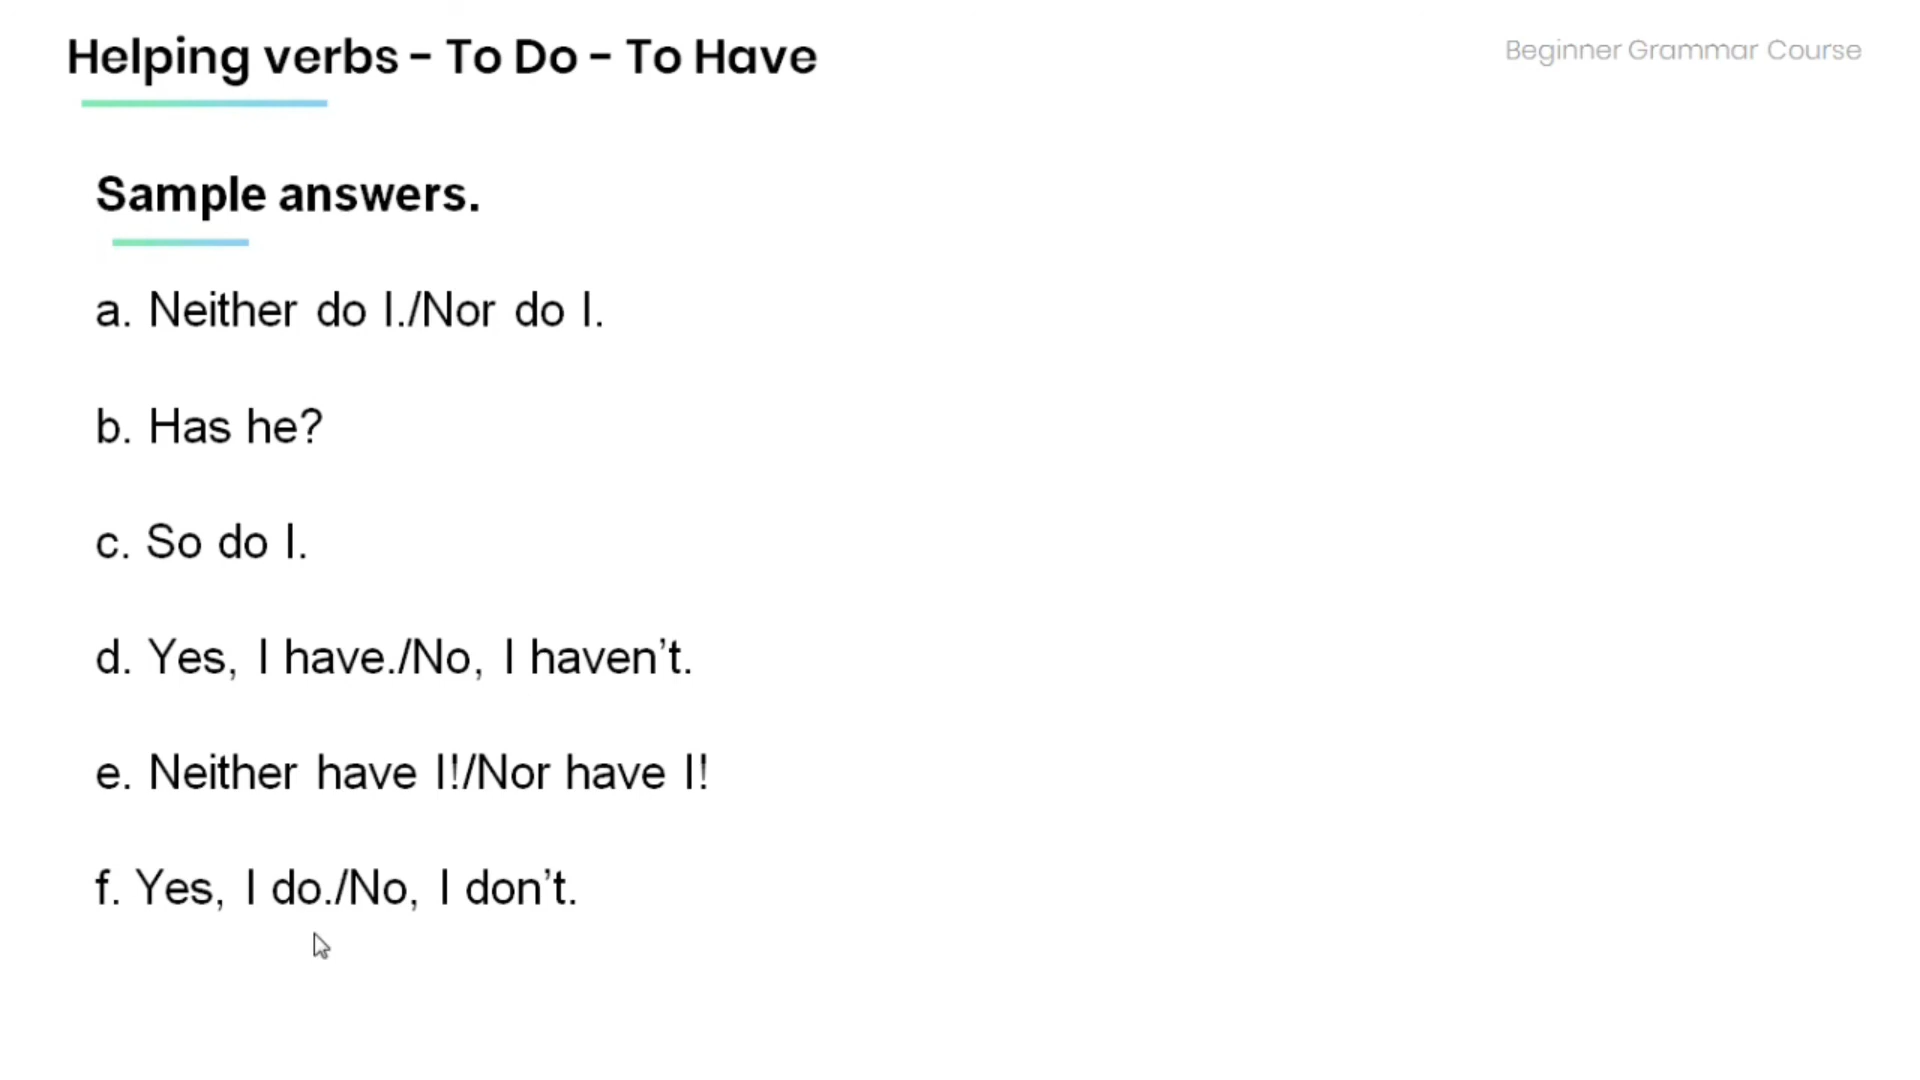 Helping verbs – To Do – To Have
Beginner Grammar Course
Sample answers.
a. Neither do I./Nor do I.
b. Has he?
c. So do I.
d. Yes, I have./No, I haven’t.
e. Neither have I!/Nor have I!
f. Yes, I do./No, I don’t.